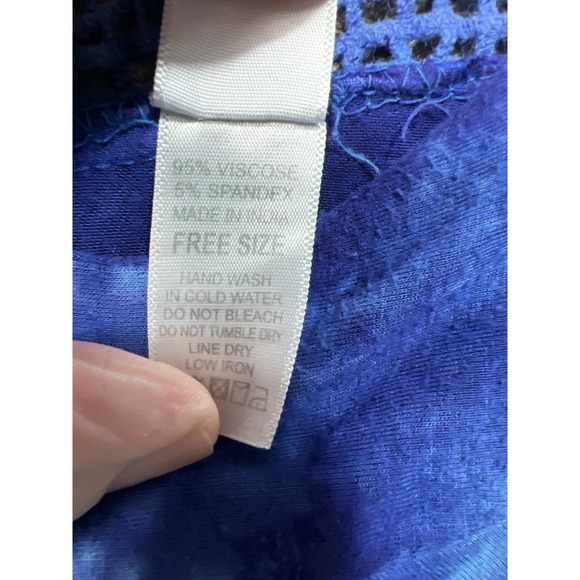 95% VISCOSE
5% SPANDEX
MADE IN INDIA
FREE SIZE
HAND WASH
IN COLD WATER
DO NOT BLEACH
DO NOT TUMBLE DRY
LINE DRY
LOW IRON